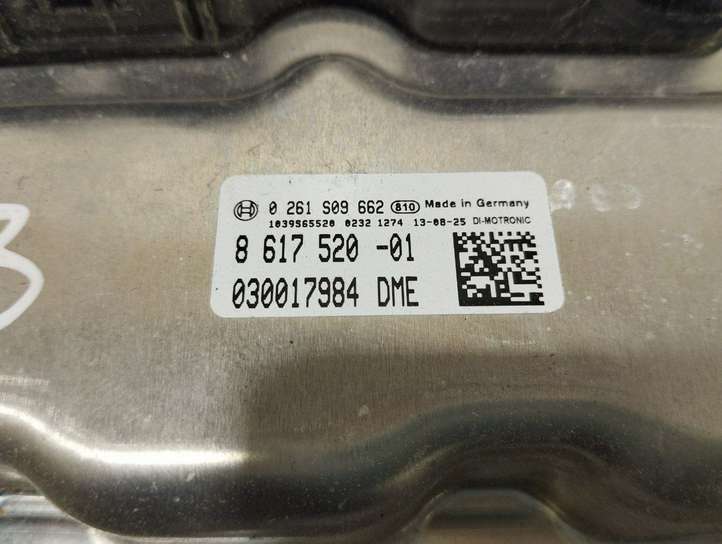 0 261 S09 662 810 Made in Germany
1039S65520 0232 1274 13-08-25 DI-MOTRONIC
8 617 520 -01
030017984 DME
3